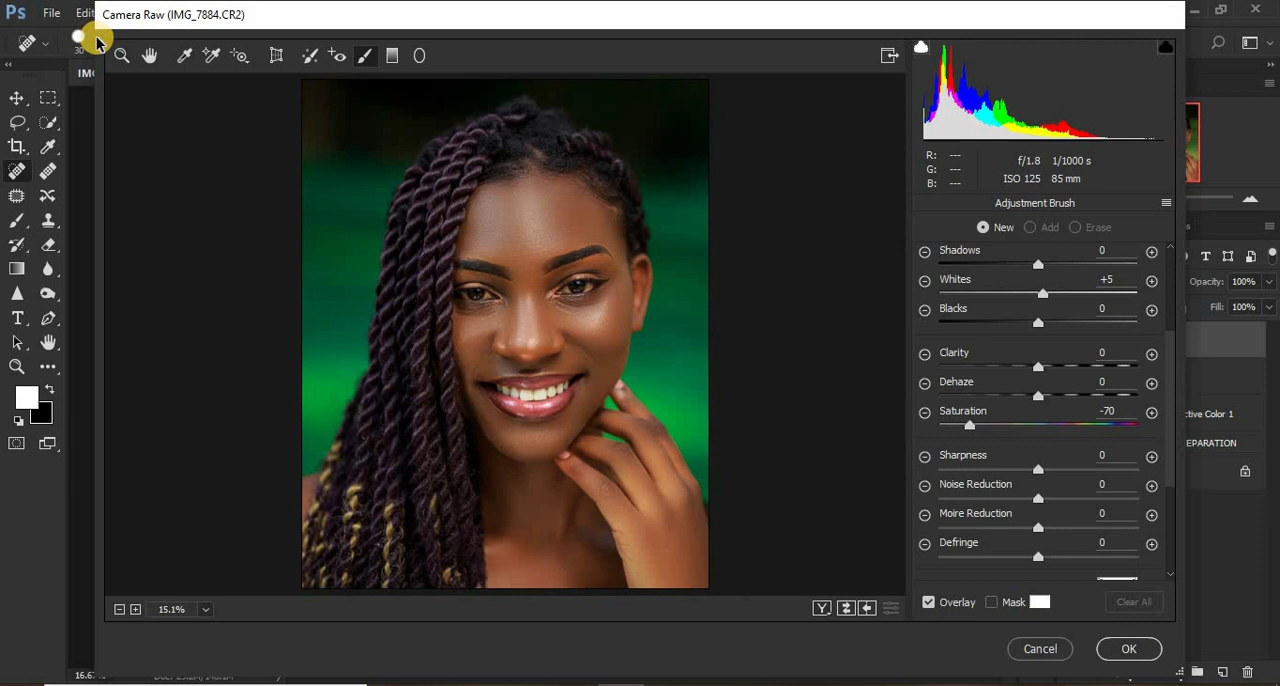 Ps File Edit Camera Raw (IMG_7884.CR2)
30
R: ---
G: ---
B: ---
f/1.8 1/1000 s
ISO 125 85 mm
Adjustment Brush
New Add Erase
Shadows 0
Whites +5
Blacks 0
Clarity 0
Dehaze 0
Saturation -70
Sharpness 0
Noise Reduction 0
Moire Reduction 0
Defringe 0
Overlay Mask
Clear All
15.1%
Y
Cancel OK
Opacity: 100%
Fill: 100%
ctive Color 1
EPARATION